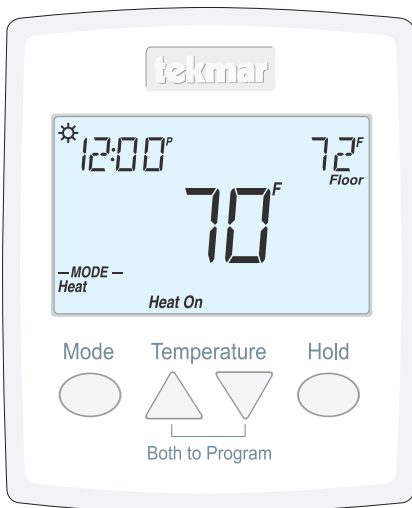 tekmar
12:00P 72F
Floor
70F
—MODE—
Heat
Heat On
Mode Temperature Hold
Both to Program